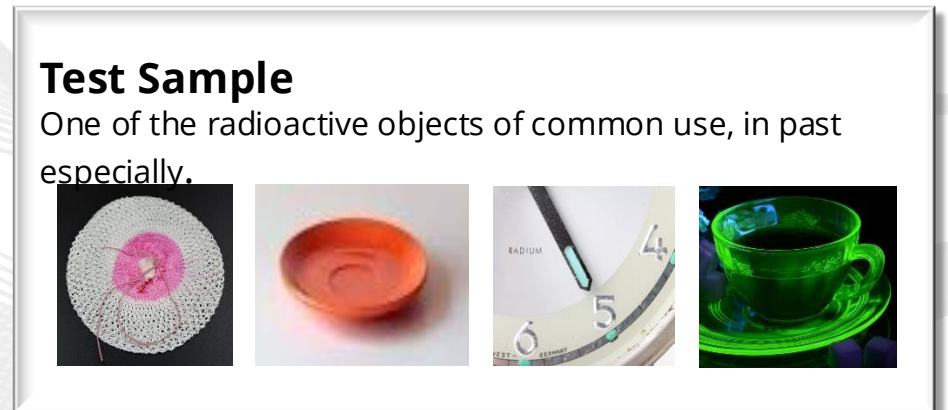 Test Sample
One of the radioactive objects of common use, in past
especially.
RADIUM
4
5
6
WEST GERMANY